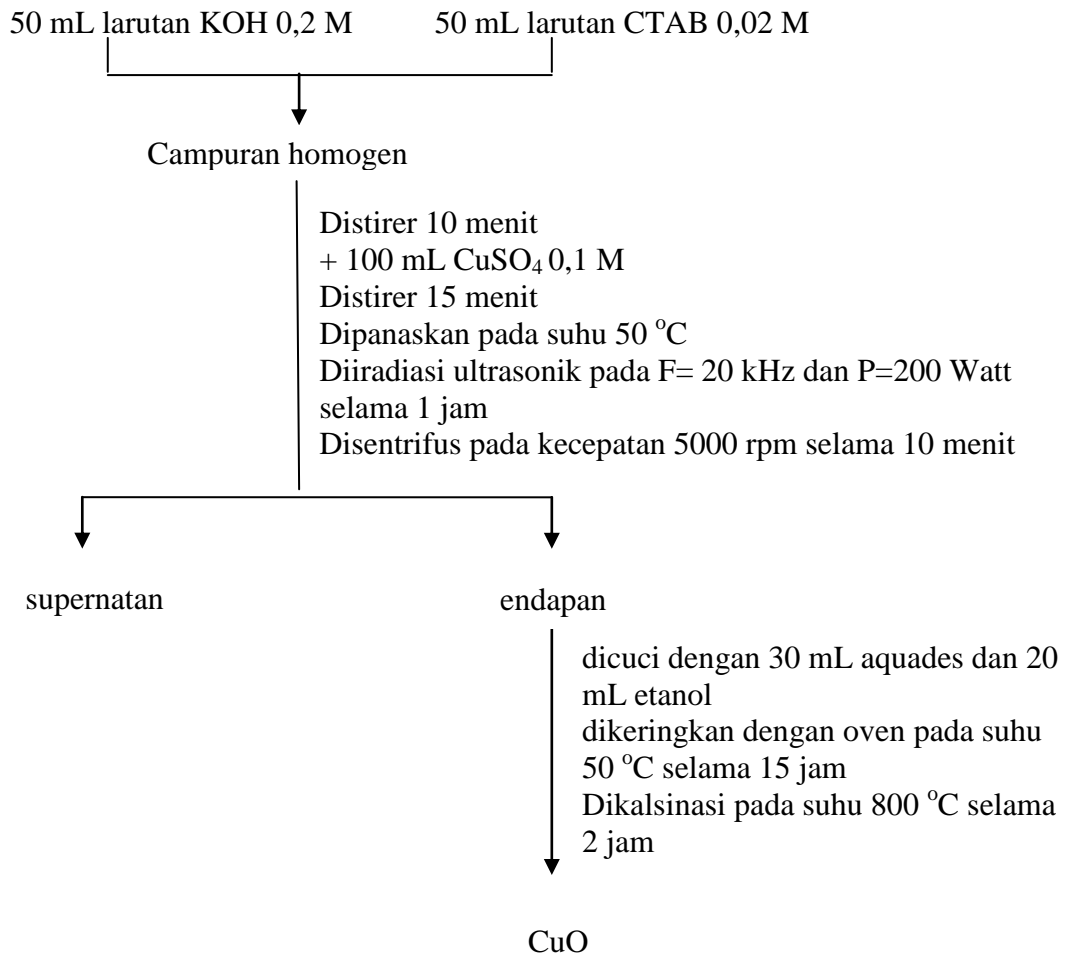 50 mL larutan KOH 0,2 M 50 mL larutan CTAB 0,02 M
Campuran homogen
Distirer 10 menit
+ 100 mL CuSO₄ 0,1 M
Distirer 15 menit
Dipanaskan pada suhu 50 °C
Diiradiasi ultrasonik pada F= 20 kHz dan P=200 Watt
selama 1 jam
Disentrifus pada kecepatan 5000 rpm selama 10 menit
supernatan endapan
dicuci dengan 30 mL aquades dan 20
mL etanol
dikeringkan dengan oven pada suhu
50 °C selama 15 jam
Dikalsinasi pada suhu 800 °C selama
2 jam
CuO